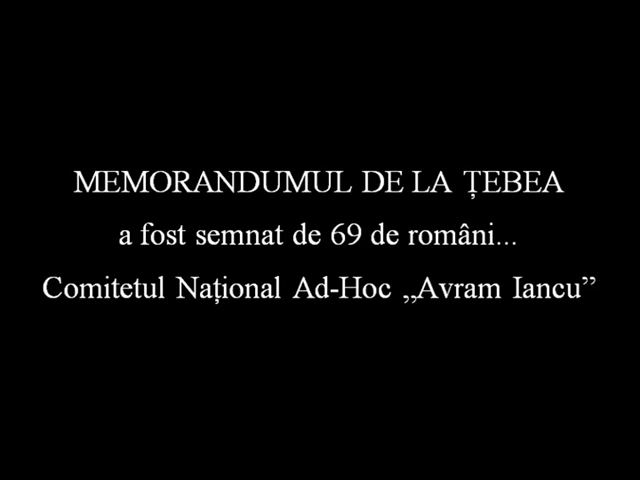 MEMORANDUMUL DE LA ȚEBEA
a fost semnat de 69 de români...
Comitetul Național Ad-Hoc „Avram Iancu”